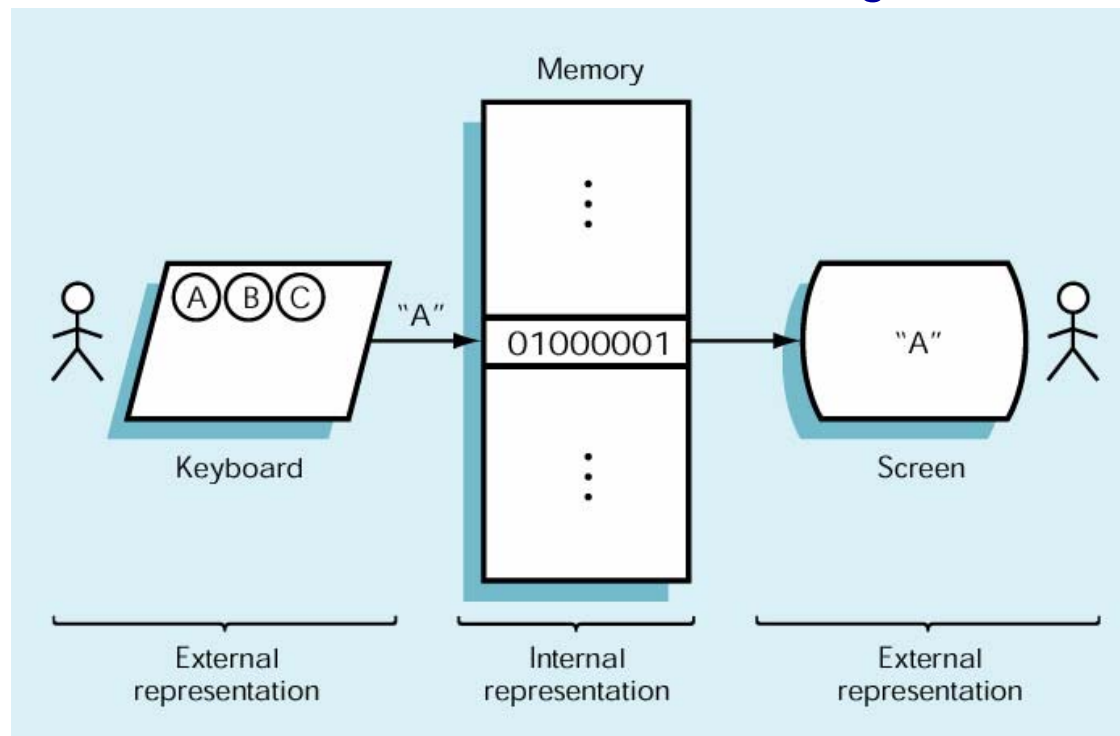 Memory
A B C
"A"
01000001
"A"
Keyboard
Screen
External
representation
Internal
representation
External
representation